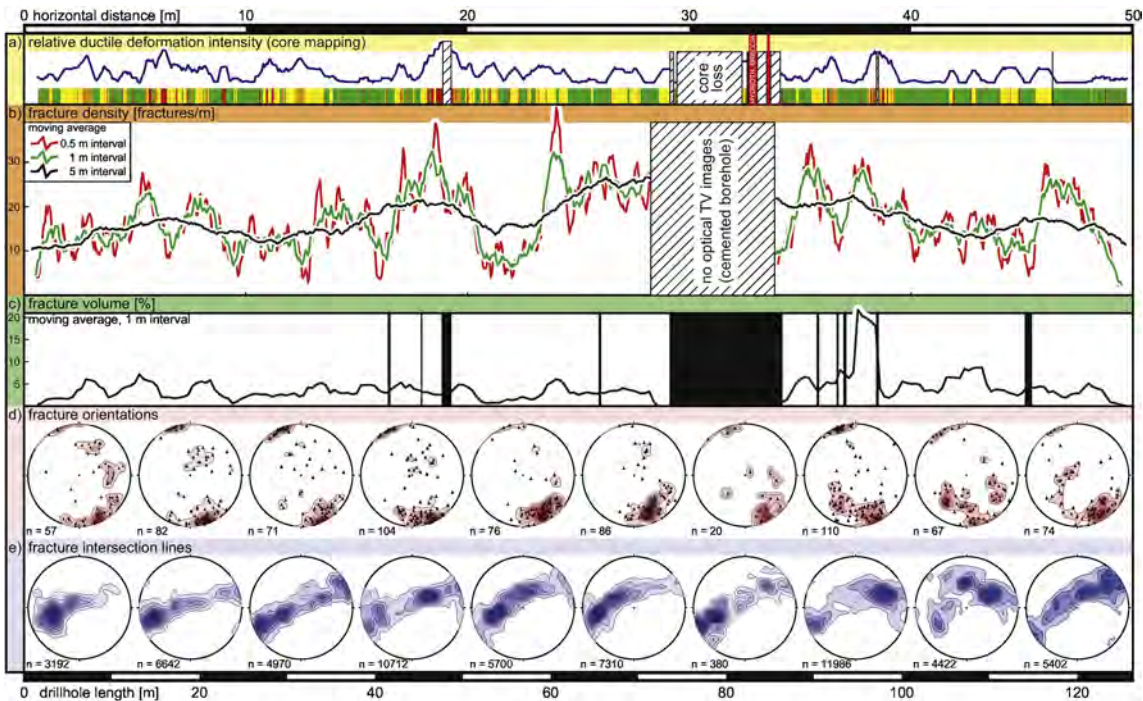 0 horizontal distance [m] 10 20 30 40 50
a) relative ductile deformation intensity (core mapping)
core
loss
b) fracture density [fractures/m]
moving average
0.5 m interval
1 m interval
5 m interval
30
20
10
no optical TV images
(cemented borehole)
c) fracture volume [%]
moving average, 1 m interval
20
15
10
5
d) fracture orientations
n = 57 n = 82 n = 71 n = 104 n = 76 n = 86 n = 20 n = 110 n = 67 n = 74
e) fracture intersection lines
n = 3192 n = 6642 n = 4970 n = 10712 n = 5700 n = 7310 n = 380 n = 11986 n = 4422 n = 5402
0 drillhole length [m] 20 40 60 80 100 120